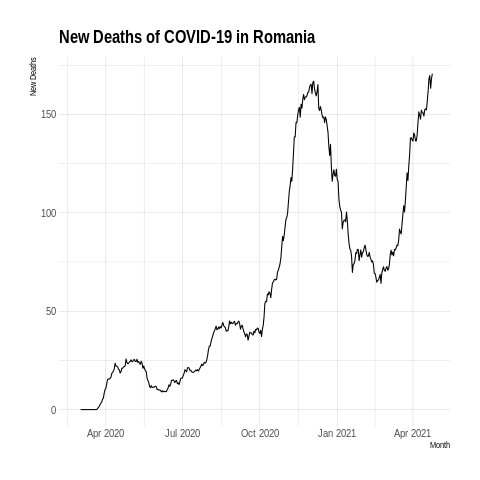 New Deaths of COVID-19 in Romania
New Deaths
150
100
50
0
Apr 2020 Jul 2020 Oct 2020 Jan 2021 Apr 2021
Month